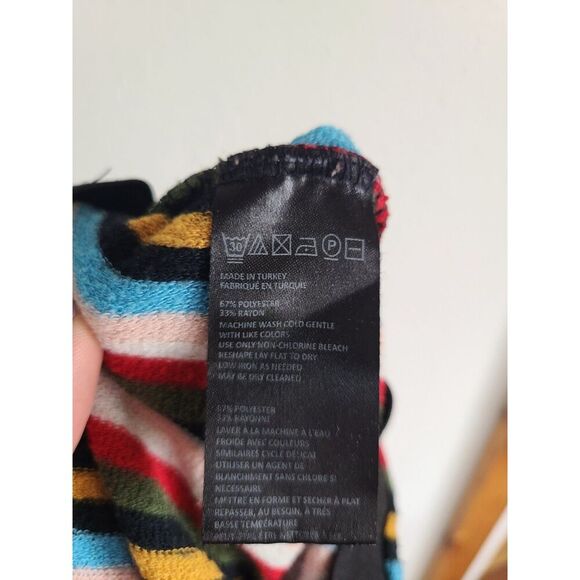 30 P
MADE IN TURKEY
FABRIQUÉ EN TURQUIE
67% POLYESTER
33% RAYON
MACHINE WASH COLD GENTLE
WITH LIKE COLORS
USE ONLY NON-CHLORINE BLEACH
RESHAPE LAY FLAT TO DRY
LOW IRON AS NEEDED
MAY BE DRY CLEANED
67% POLYESTER
33% RAYONNE
LAVER A LA MACHINE À L'EAU
FROIDE AVEC COULEURS
SIMILAIRES CYCLE DÉLICAT
UTILISER UN AGENT DE
BLANCHIMENT SANS CHLORE SI
NÉCESSAIRE
METTRE EN FORME ET SÉCHER À PLAT
REPASSER, AU BESOIN, À TRÈS
BASSE TEMPÉRATURE